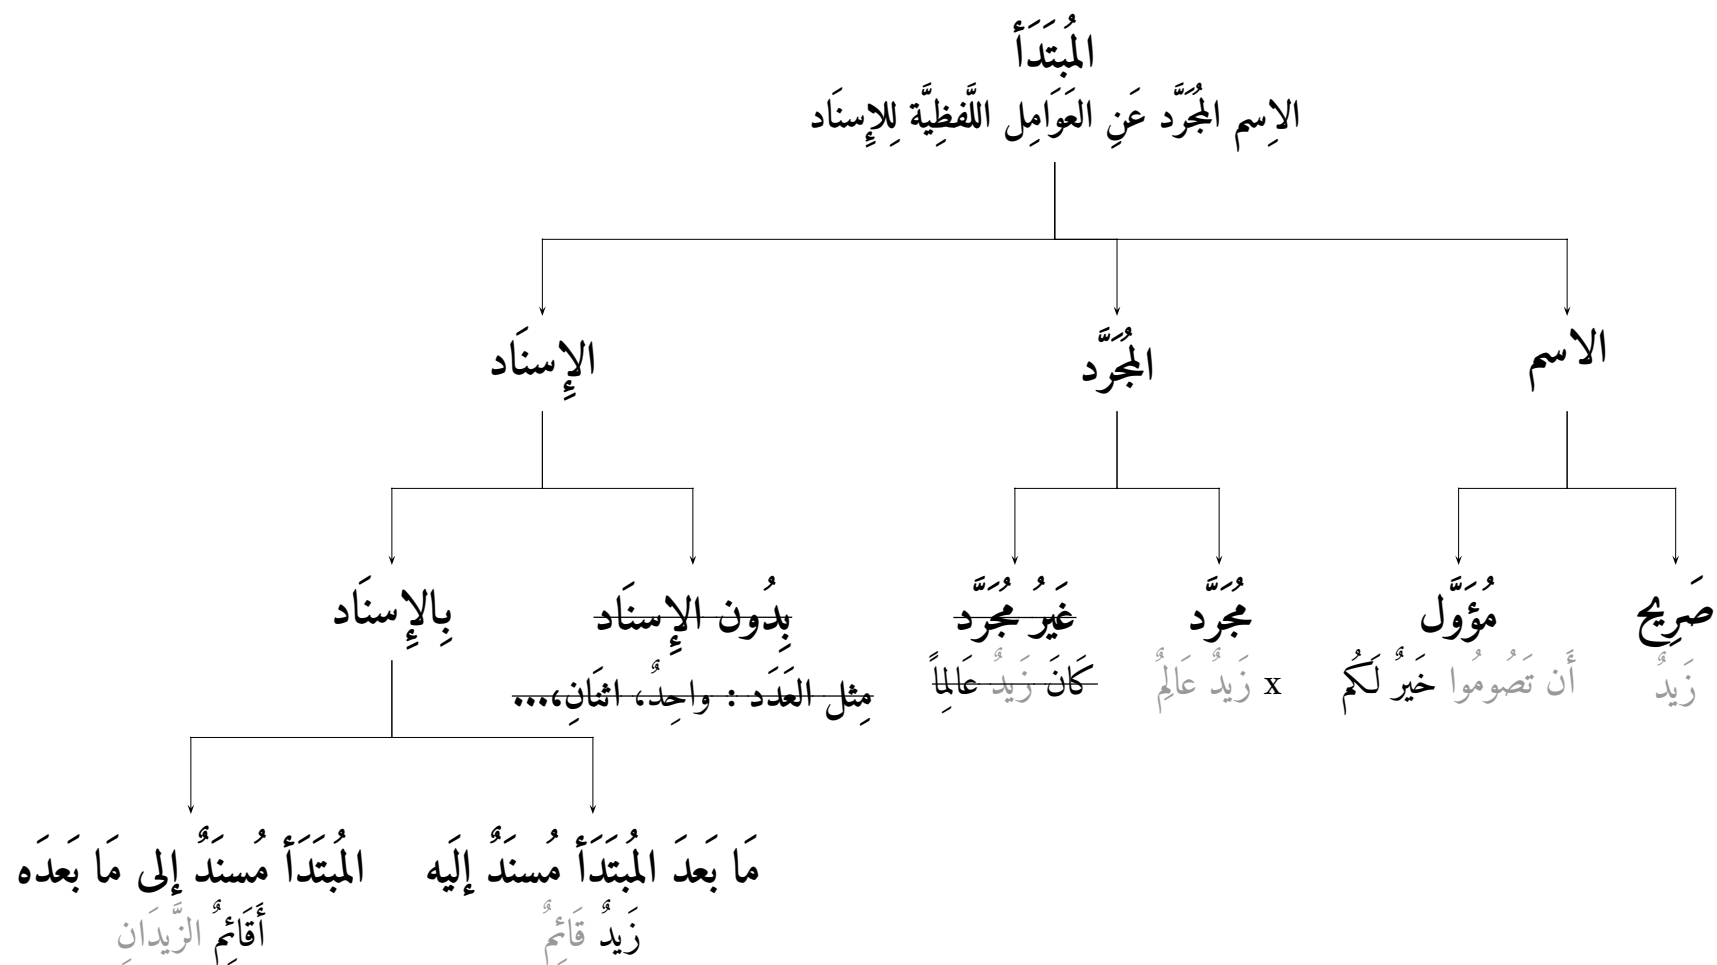 المُبتَدَأ
الاِسم المُجَرَّد عَنِ العَوَامِل اللَّفظِيَّة لِلإِسنَاد
الاسم
المُجَرَّد
الإِسنَاد
صَرِيح
زَيدٌ
مُؤَوَّل
أَن تَصُومُوا خَيرٌ لَكُم
مُجَرَّد
x زَيدٌ عَالِمٌ
غَيرُ مُجَرَّد
كَانَ زَيدٌ عَالِمًا
بِدُون الإِسنَاد
مِثل العَدَد : واحِدٌ، اثنَانِ،...
بِالإِسنَاد
مَا بَعدَ المُبتَدَأ مُسنَدٌ إلَيه
زَيدٌ قَائِمٌ
المُبتَدَأ مُسنَدٌ إلى مَا بَعدَه
أَقَائِمٌ الزَّيدَانِ